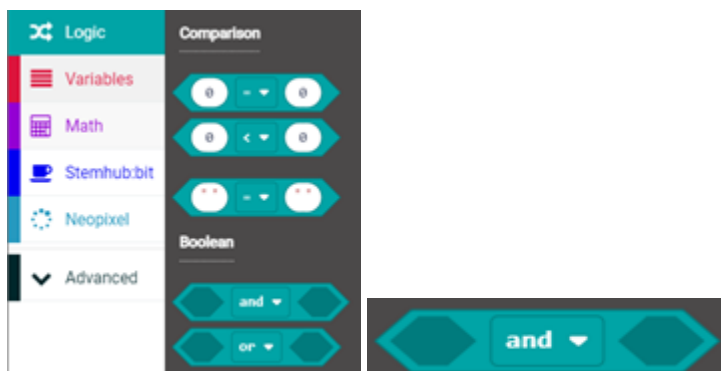 Logic
Variables
Math
Stemhub:bit
Neopixel
Advanced
Comparison
0 = 0
0 < 0
" " = " "
Boolean
and
or
and